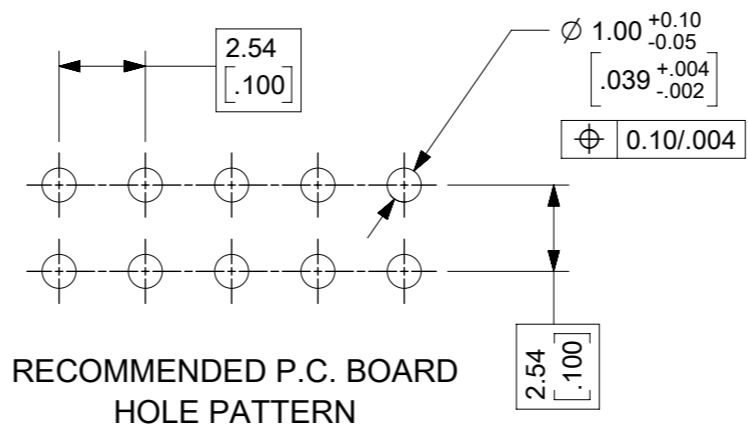 2.54
[.100]
Ø 1.00 +0.10
-0.05
[.039 +.004
-.002]
⌖ 0.10/.004
2.54
[.100]
RECOMMENDED P.C. BOARD
HOLE PATTERN